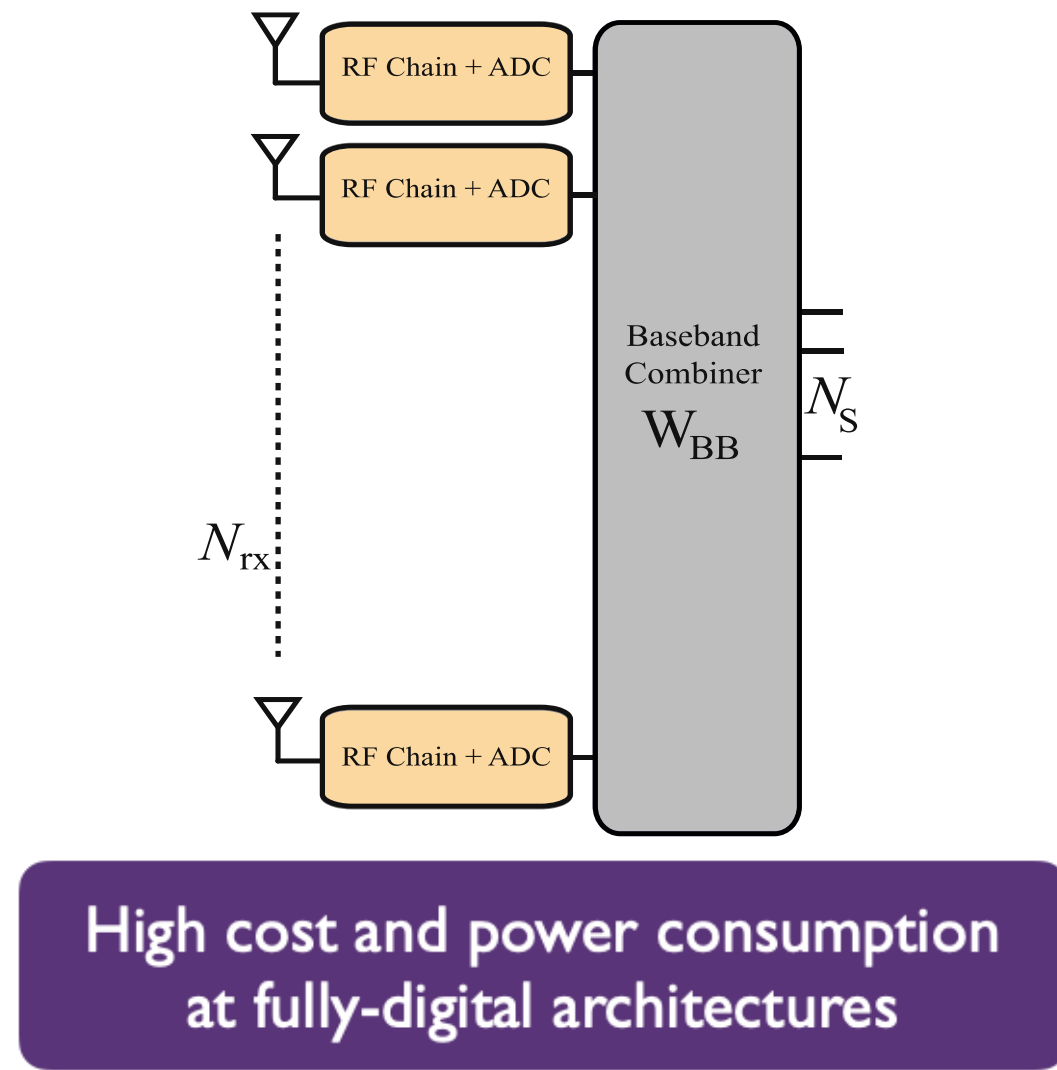 RF Chain + ADC
RF Chain + ADC
Baseband
Combiner
W_BB
N_S
N_rx
RF Chain + ADC
High cost and power consumption
at fully-digital architectures